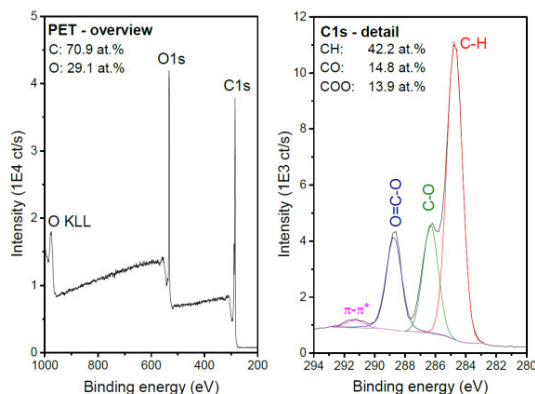 PET - overview
C: 70.9 at.%
O: 29.1 at.%
O1s
C1s
O KLL
Intensity (1E4 ct/s)
5
4
3
2
1
0
1000 800 600 400 200
Binding energy (eV)
C1s - detail
CH: 42.2 at.%
CO: 14.8 at.%
COO: 13.9 at.%
C-H
O=C-O
C-O
π-π*
Intensity (1E3 ct/s)
12
10
8
6
4
2
0
294 292 290 288 286 284 282 280
Binding energy (eV)